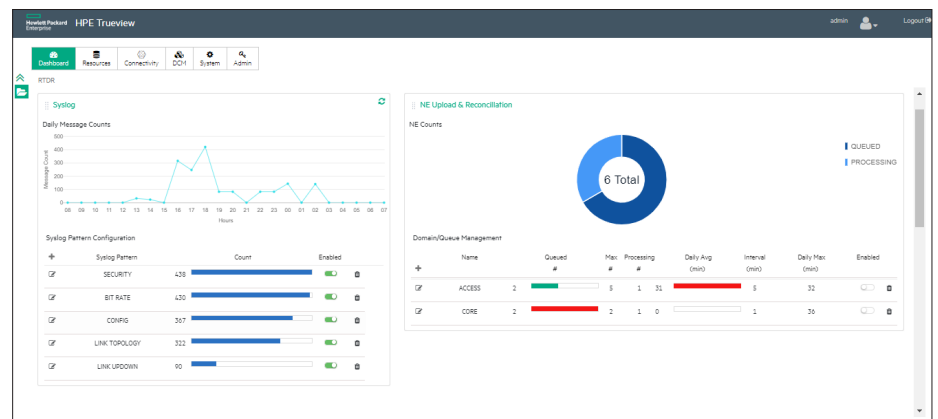 Hewlett Packard
Enterprise
HPE Trueview
admin
Logout
Dashboard
Resources
Connectivity
DCM
System
Admin
RTDR
Syslog
Daily Message Counts
Message Count
500
400
300
200
100
0
08 09 10 11 12 13 14 15 16 17 18 19 20 21 22 23 00 01 02 03 04 05 06 07
Hours
Syslog Pattern Configuration
+ Syslog Pattern Count Enabled
SECURITY 438
BIT RATE 430
CONFIG 367
LINK TOPOLOGY 322
LINK UPDOWN 90
NE Upload & Reconciliation
NE Counts
6 Total
QUEUED
PROCESSING
Domain/Queue Management
Name Queued Max Processing Daily Avg Interval Daily Max Enabled
+ # # # (min) (min) (min)
ACCESS 2 5 1 31 5 32
CORE 2 2 1 0 1 36